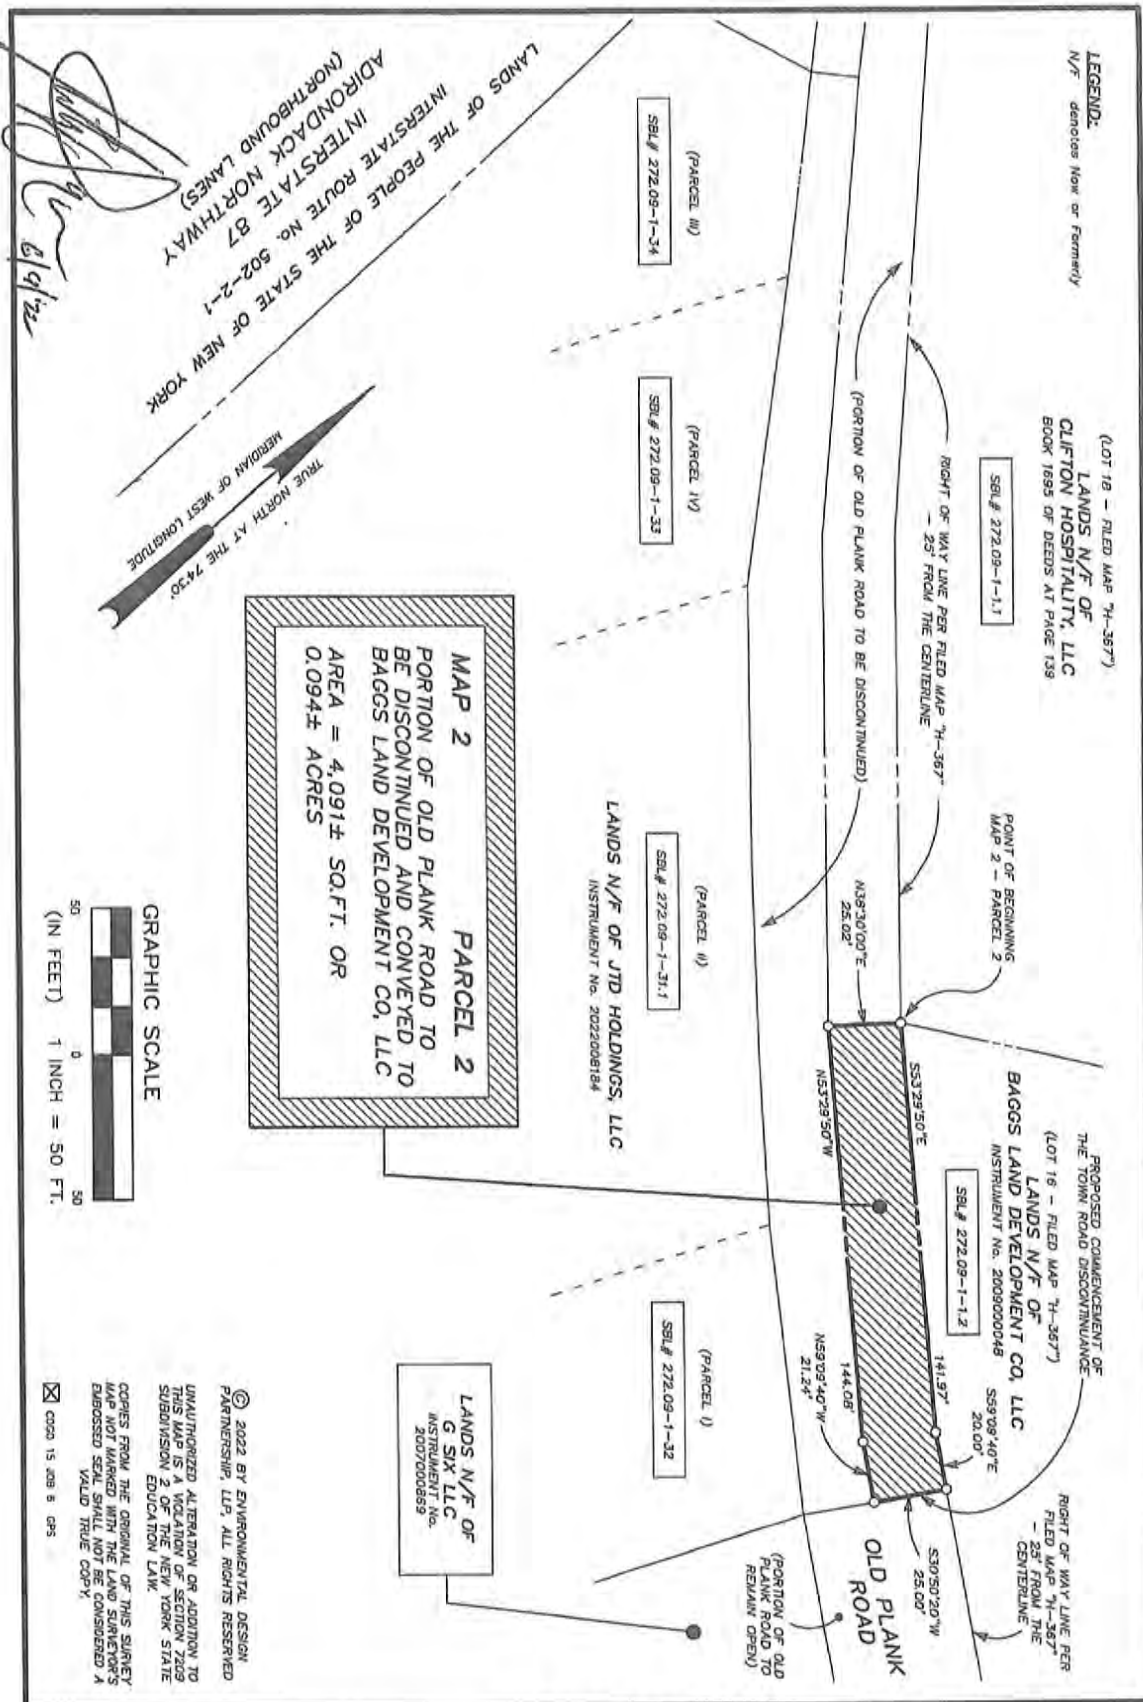 LEGEND:
N/F denotes Now or Formerly
(LOT 1B - FILED MAP "H-367")
LANDS N/F OF
CLIFTON HOSPITALITY, LLC
BOOK 1695 OF DEEDS AT PAGE 139
SBL# 272.09-1-1.1
RIGHT OF WAY LINE PER FILED MAP "H-367"
- 25' FROM THE CENTERLINE
(PORTION OF OLD PLANK ROAD TO BE DISCONTINUED)
POINT OF BEGINNING
MAP 2 - PARCEL 2
N38°30'00"E
25.02'
PROPOSED COMMENCEMENT OF
THE TOWN ROAD DISCONTINUANCE
(LOT 16 - FILED MAP "H-367")
LANDS N/F OF
BAGGS LAND DEVELOPMENT CO, LLC
INSTRUMENT No. 2009000048
SBL# 272.09-1-1.2
S53°29'50"E
141.97'
S59°09'40"E
20.00'
N53°29'50"W
144.08'
N59°09'40"W
21.24'
S30°50'20"W
25.00'
RIGHT OF WAY LINE PER
FILED MAP "H-367"
- 25' FROM THE
CENTERLINE
OLD PLANK
ROAD
(PORTION OF OLD
PLANK ROAD TO
REMAIN OPEN)
(PARCEL III)
SBL# 272.09-1-34
(PARCEL IV)
SBL# 272.09-1-33
(PARCEL II)
SBL# 272.09-1-31.1
LANDS N/F OF JTD HOLDINGS, LLC
INSTRUMENT No. 2022008184
(PARCEL I)
SBL# 272.09-1-32
LANDS N/F OF
G SIX LLC
INSTRUMENT No.
2007000869
LANDS OF THE PEOPLE OF THE STATE OF NEW YORK
INTERSTATE ROUTE No. 502-2-1
INTERSTATE 87
ADIRONDACK NORTHWAY
(NORTHBOUND LANES)
TRUE NORTH AT THE 74°30'
MERIDIAN OF WEST LONGITUDE
MAP 2 PARCEL 2
PORTION OF OLD PLANK ROAD TO
BE DISCONTINUED AND CONVEYED TO
BAGGS LAND DEVELOPMENT CO, LLC
AREA = 4,091± SQ.FT. OR
0.094± ACRES
GRAPHIC SCALE
50 0 50
(IN FEET) 1 INCH = 50 FT.
6/9/22
© 2022 BY ENVIRONMENTAL DESIGN
PARTNERSHIP, LLP, ALL RIGHTS RESERVED
UNAUTHORIZED ALTERATION OR ADDITION TO
THIS MAP IS A VIOLATION OF SECTION 7209
SUBDIVISION 2 OF THE NEW YORK STATE
EDUCATION LAW.
COPIES FROM THE ORIGINAL OF THIS SURVEY
MAP NOT MARKED WITH THE LAND SURVEYOR'S
EMBOSSED SEAL SHALL NOT BE CONSIDERED A
VALID TRUE COPY.
☒ COGO 15 JOB 6 GPS